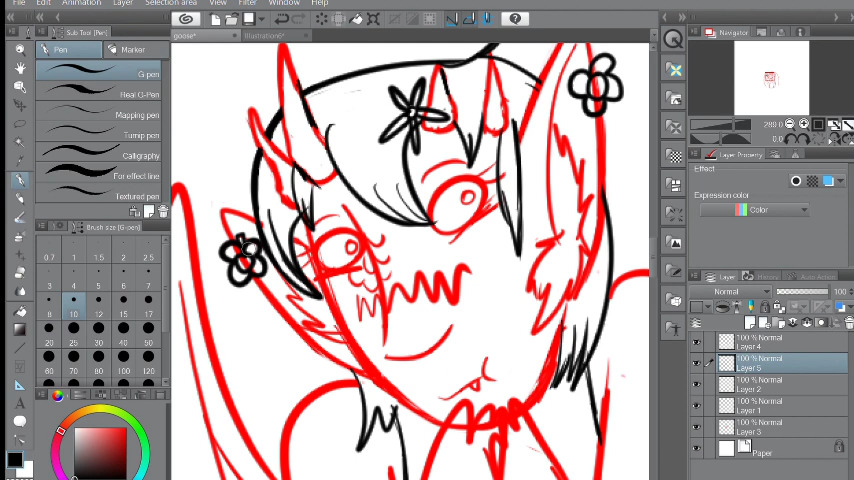 File Edit Animation Layer Selection area View Filter Window Help
Sub Tool [Pen]
Pen Marker
G pen
Real G-Pen
Mapping pen
Turnip pen
Calligraphy
For effect line
Textured pen
Brush size [G-pen]
0.7 1 1.5 2 2.5
3 4 5 6 7
8 10 12 15 17
20 25 30 40 50
60 70 80 100 120
goose* Illustration6*
Navigator
289.0
0.0
Layer Property
Effect
Expression color
Color
Layer History Auto Action
Normal 100
100 % Normal
Layer 4
100 % Normal
Layer 5
100 % Normal
Layer 2
100 % Normal
Layer 1
100 % Normal
Layer 3
Paper